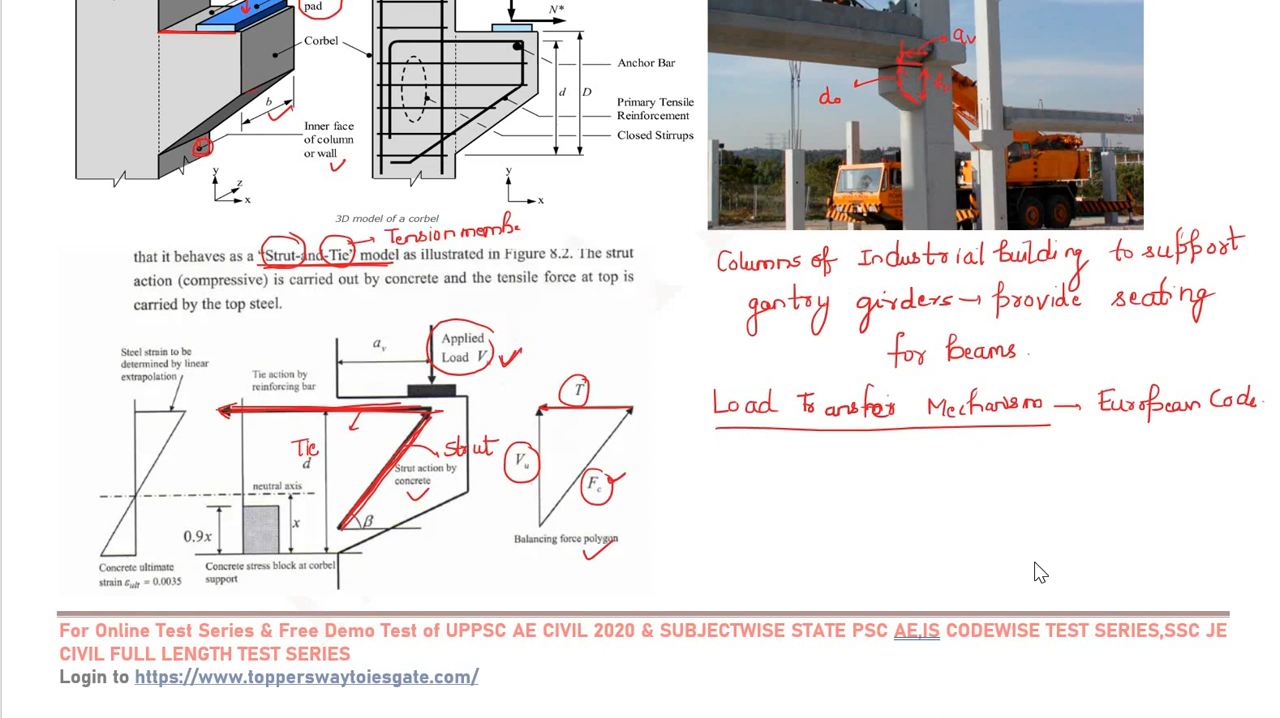 pad
Corbel
b
Inner face
of column
or wall
y
z
x
N*
Anchor Bar
d
D
Primary Tensile
Reinforcement
Closed Stirrups
y
x
3D model of a corbel
av
do
Tension membe
that it behaves as a 'Strut-and-Tie' model as illustrated in Figure 8.2. The strut
action (compressive) is carried out by concrete and the tensile force at top is
carried by the top steel.
Steel strain to be
determined by linear
extrapolation
Tie action by
reinforcing bar
av
Applied
Load V
T
Tie
d
Strut
Strut action by
concrete
Vu
Fc
neutral axis
x
0.9x
β
Balancing force polygon
Concrete ultimate
strain εult = 0.0035
Concrete stress block at corbel
support
Columns of Industrial building to support
gantry girders → provide seating
for beams.
Load Transfer Mechanism → European Code.
For Online Test Series & Free Demo Test of UPPSC AE CIVIL 2020 & SUBJECTWISE STATE PSC AE,IS CODEWISE TEST SERIES,SSC JE
CIVIL FULL LENGTH TEST SERIES
Login to https://www.topperswaytoiesgate.com/